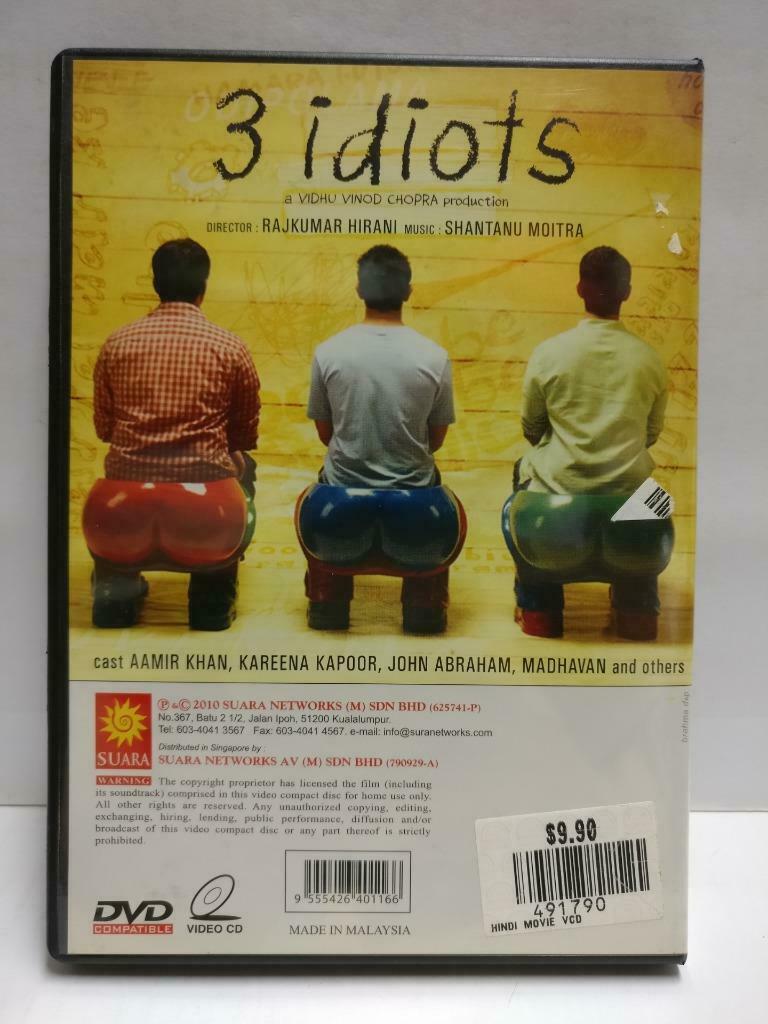 3 idiots
a VIDHU VINOD CHOPRA production
DIRECTOR : RAJKUMAR HIRANI MUSIC : SHANTANU MOITRA
cast AAMIR KHAN, KAREENA KAPOOR, JOHN ABRAHAM, MADHAVAN and others
℗ &© 2010 SUARA NETWORKS (M) SDN BHD (625741-P)
No.367, Batu 2 1/2, Jalan Ipoh, 51200 Kualalumpur.
Tel: 603-4041 3567 Fax: 603-4041 4567. e-mail: info@suranetworks.com
SUARA
Distributed in Singapore by :
SUARA NETWORKS AV (M) SDN BHD (790929-A)
WARNING The copyright proprietor has licensed the film (including
its soundtrack) comprised in this video compact disc for home use only.
All other rights are reserved. Any unauthorized copying, editing,
exchanging, hiring, lending, public performance, diffusion and/or
broadcast of this video compact disc or any part thereof is strictly
prohibited.
DVD
COMPATIBLE
VIDEO CD
9 555426 401166
MADE IN MALAYSIA
$9.90
491790
HINDI MOVIE VCD